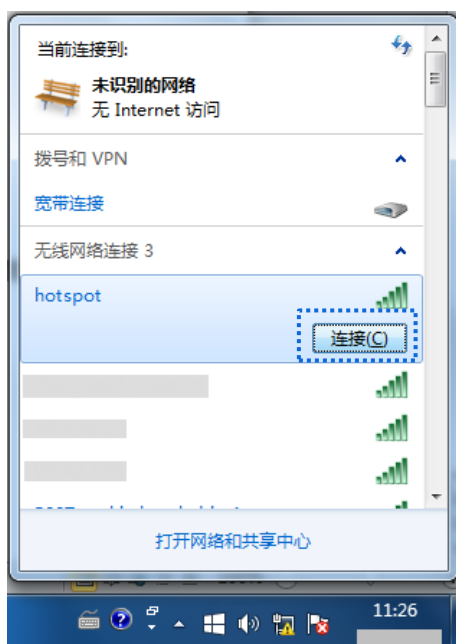 当前连接到:
未识别的网络
无 Internet 访问
拨号和 VPN
宽带连接
无线网络连接 3
hotspot
连接(C)
打开网络和共享中心
11:26